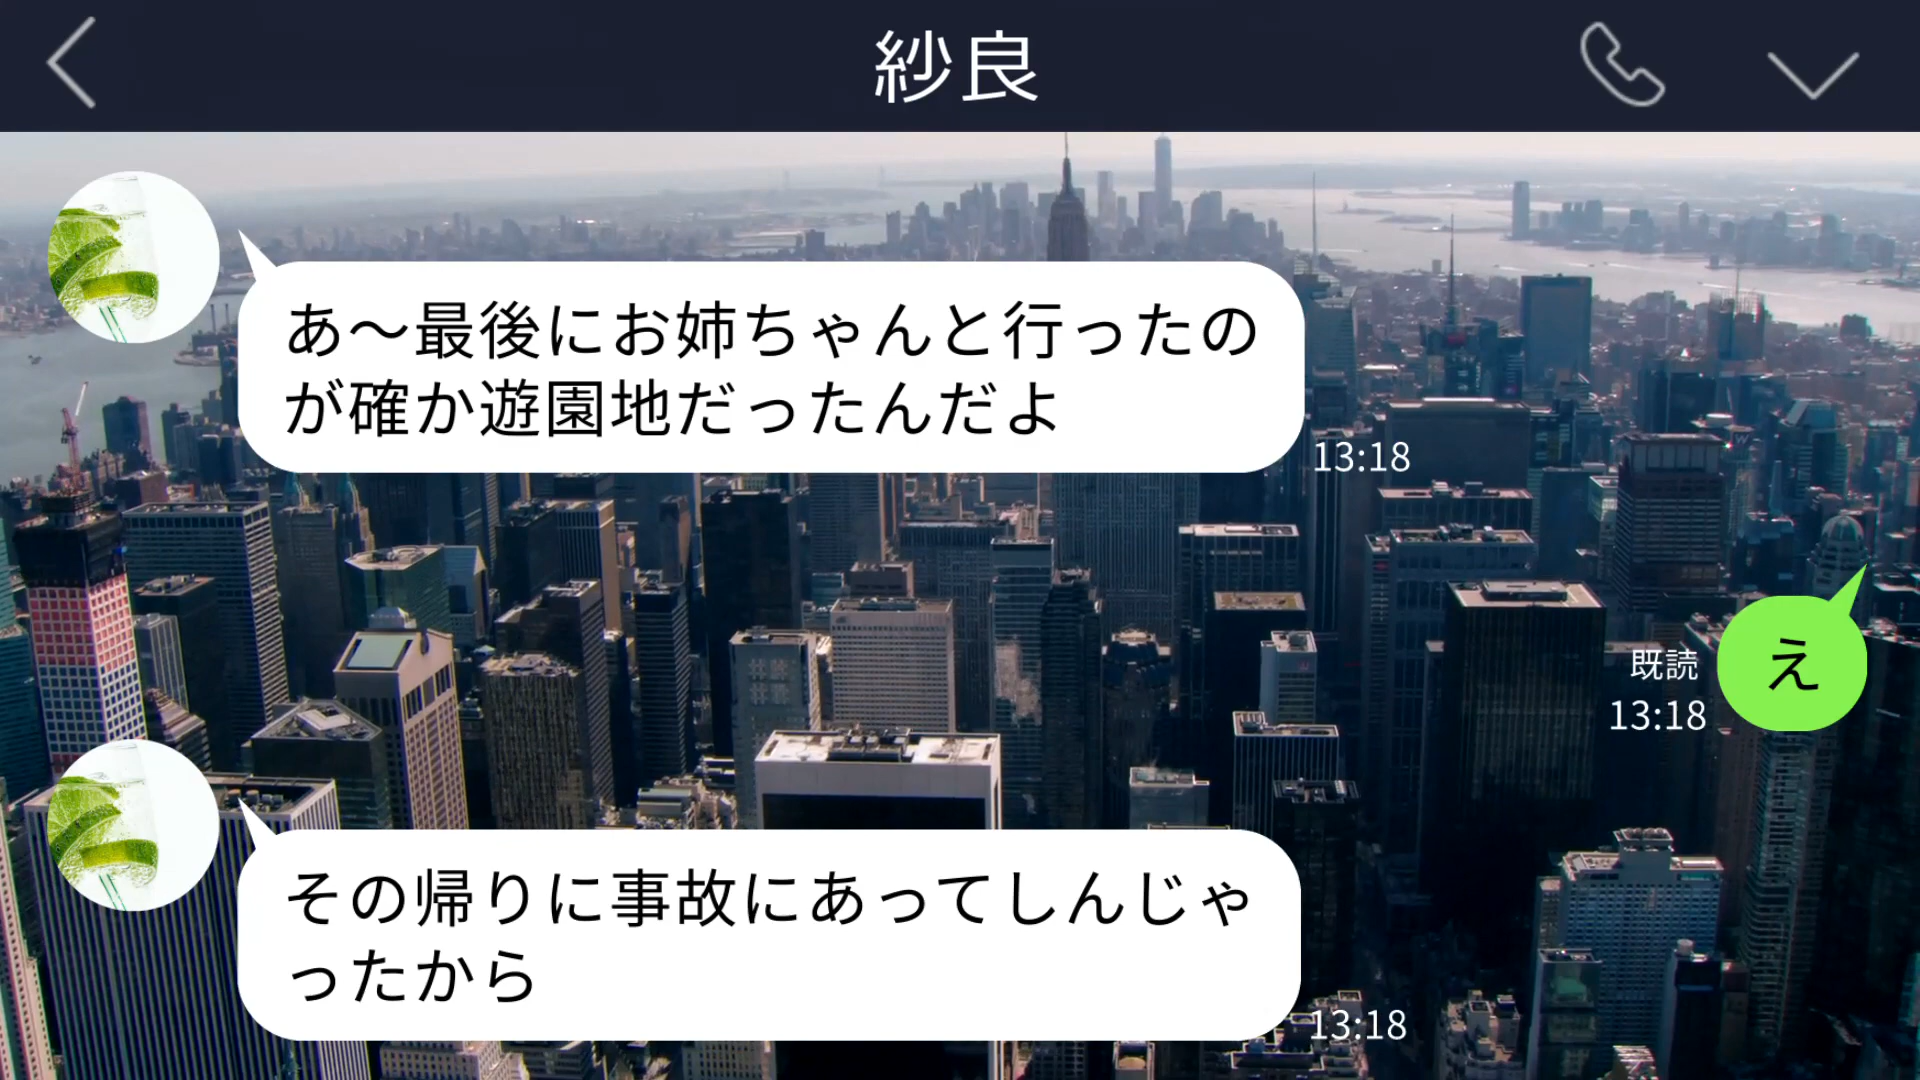 紗良
あ〜最後にお姉ちゃんと行ったの
が確か遊園地だったんだよ
13:18
え
既読
13:18
その帰りに事故にあってしんじゃ
ったから
13:18